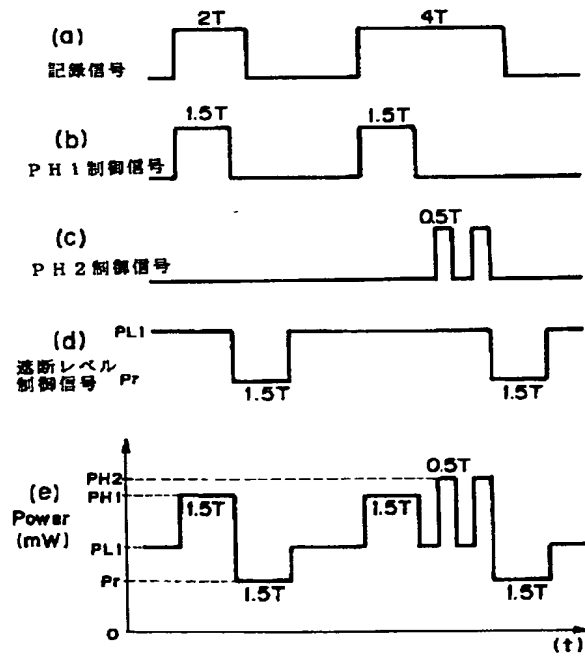 2T 4T
(a)
記録信号
1.5T 1.5T
(b)
PH1制御信号
0.5T
(c)
PH2制御信号
PL1
(d)
遮断レベル
制御信号 Pr
1.5T 1.5T
PH2 0.5T
(e) PH1
Power 1.5T 1.5T
(mW)
PL1
Pr
1.5T 1.5T
0
(t)